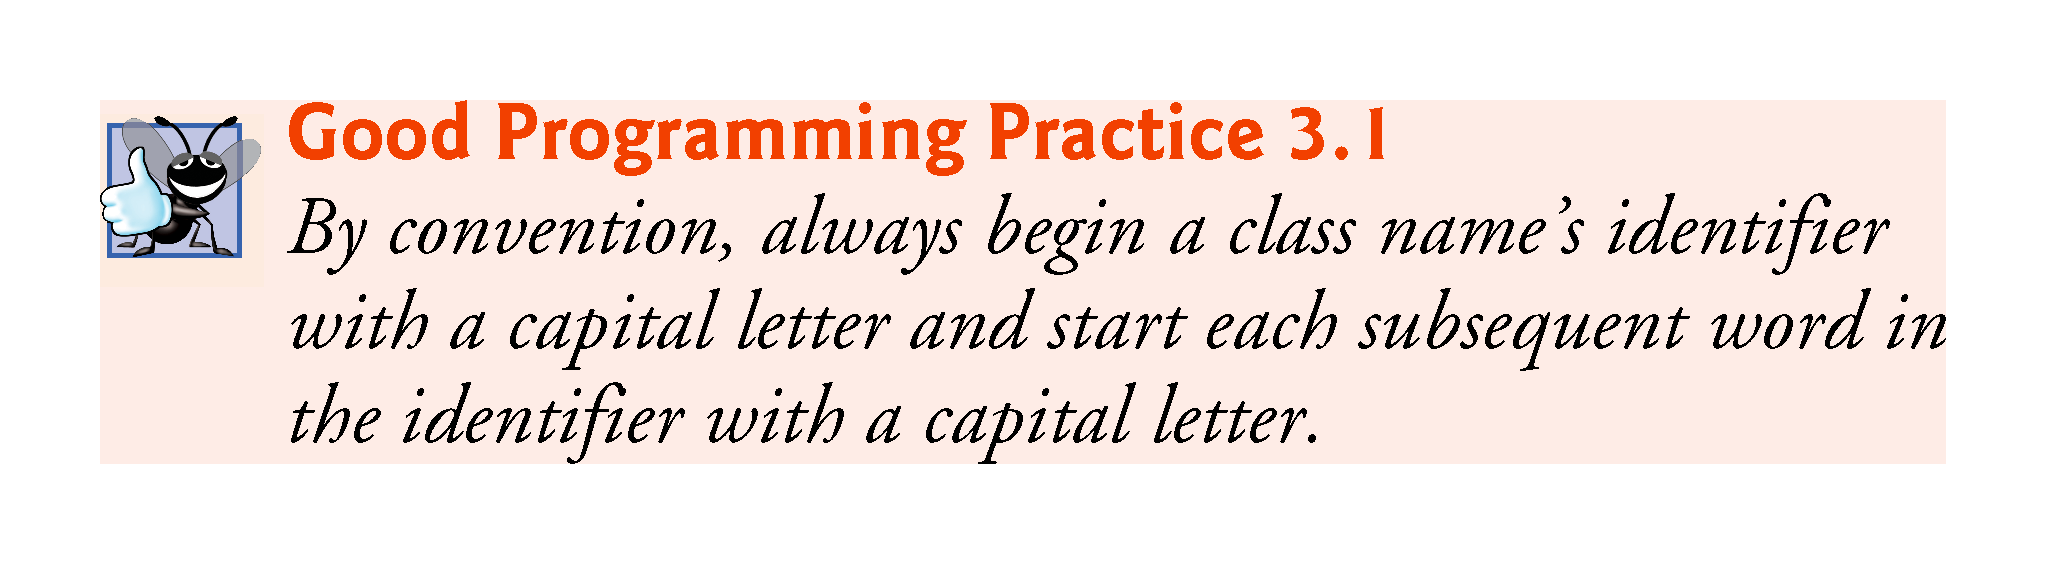 Good Programming Practice 3.1
By convention, always begin a class name’s identifier
with a capital letter and start each subsequent word in
the identifier with a capital letter.